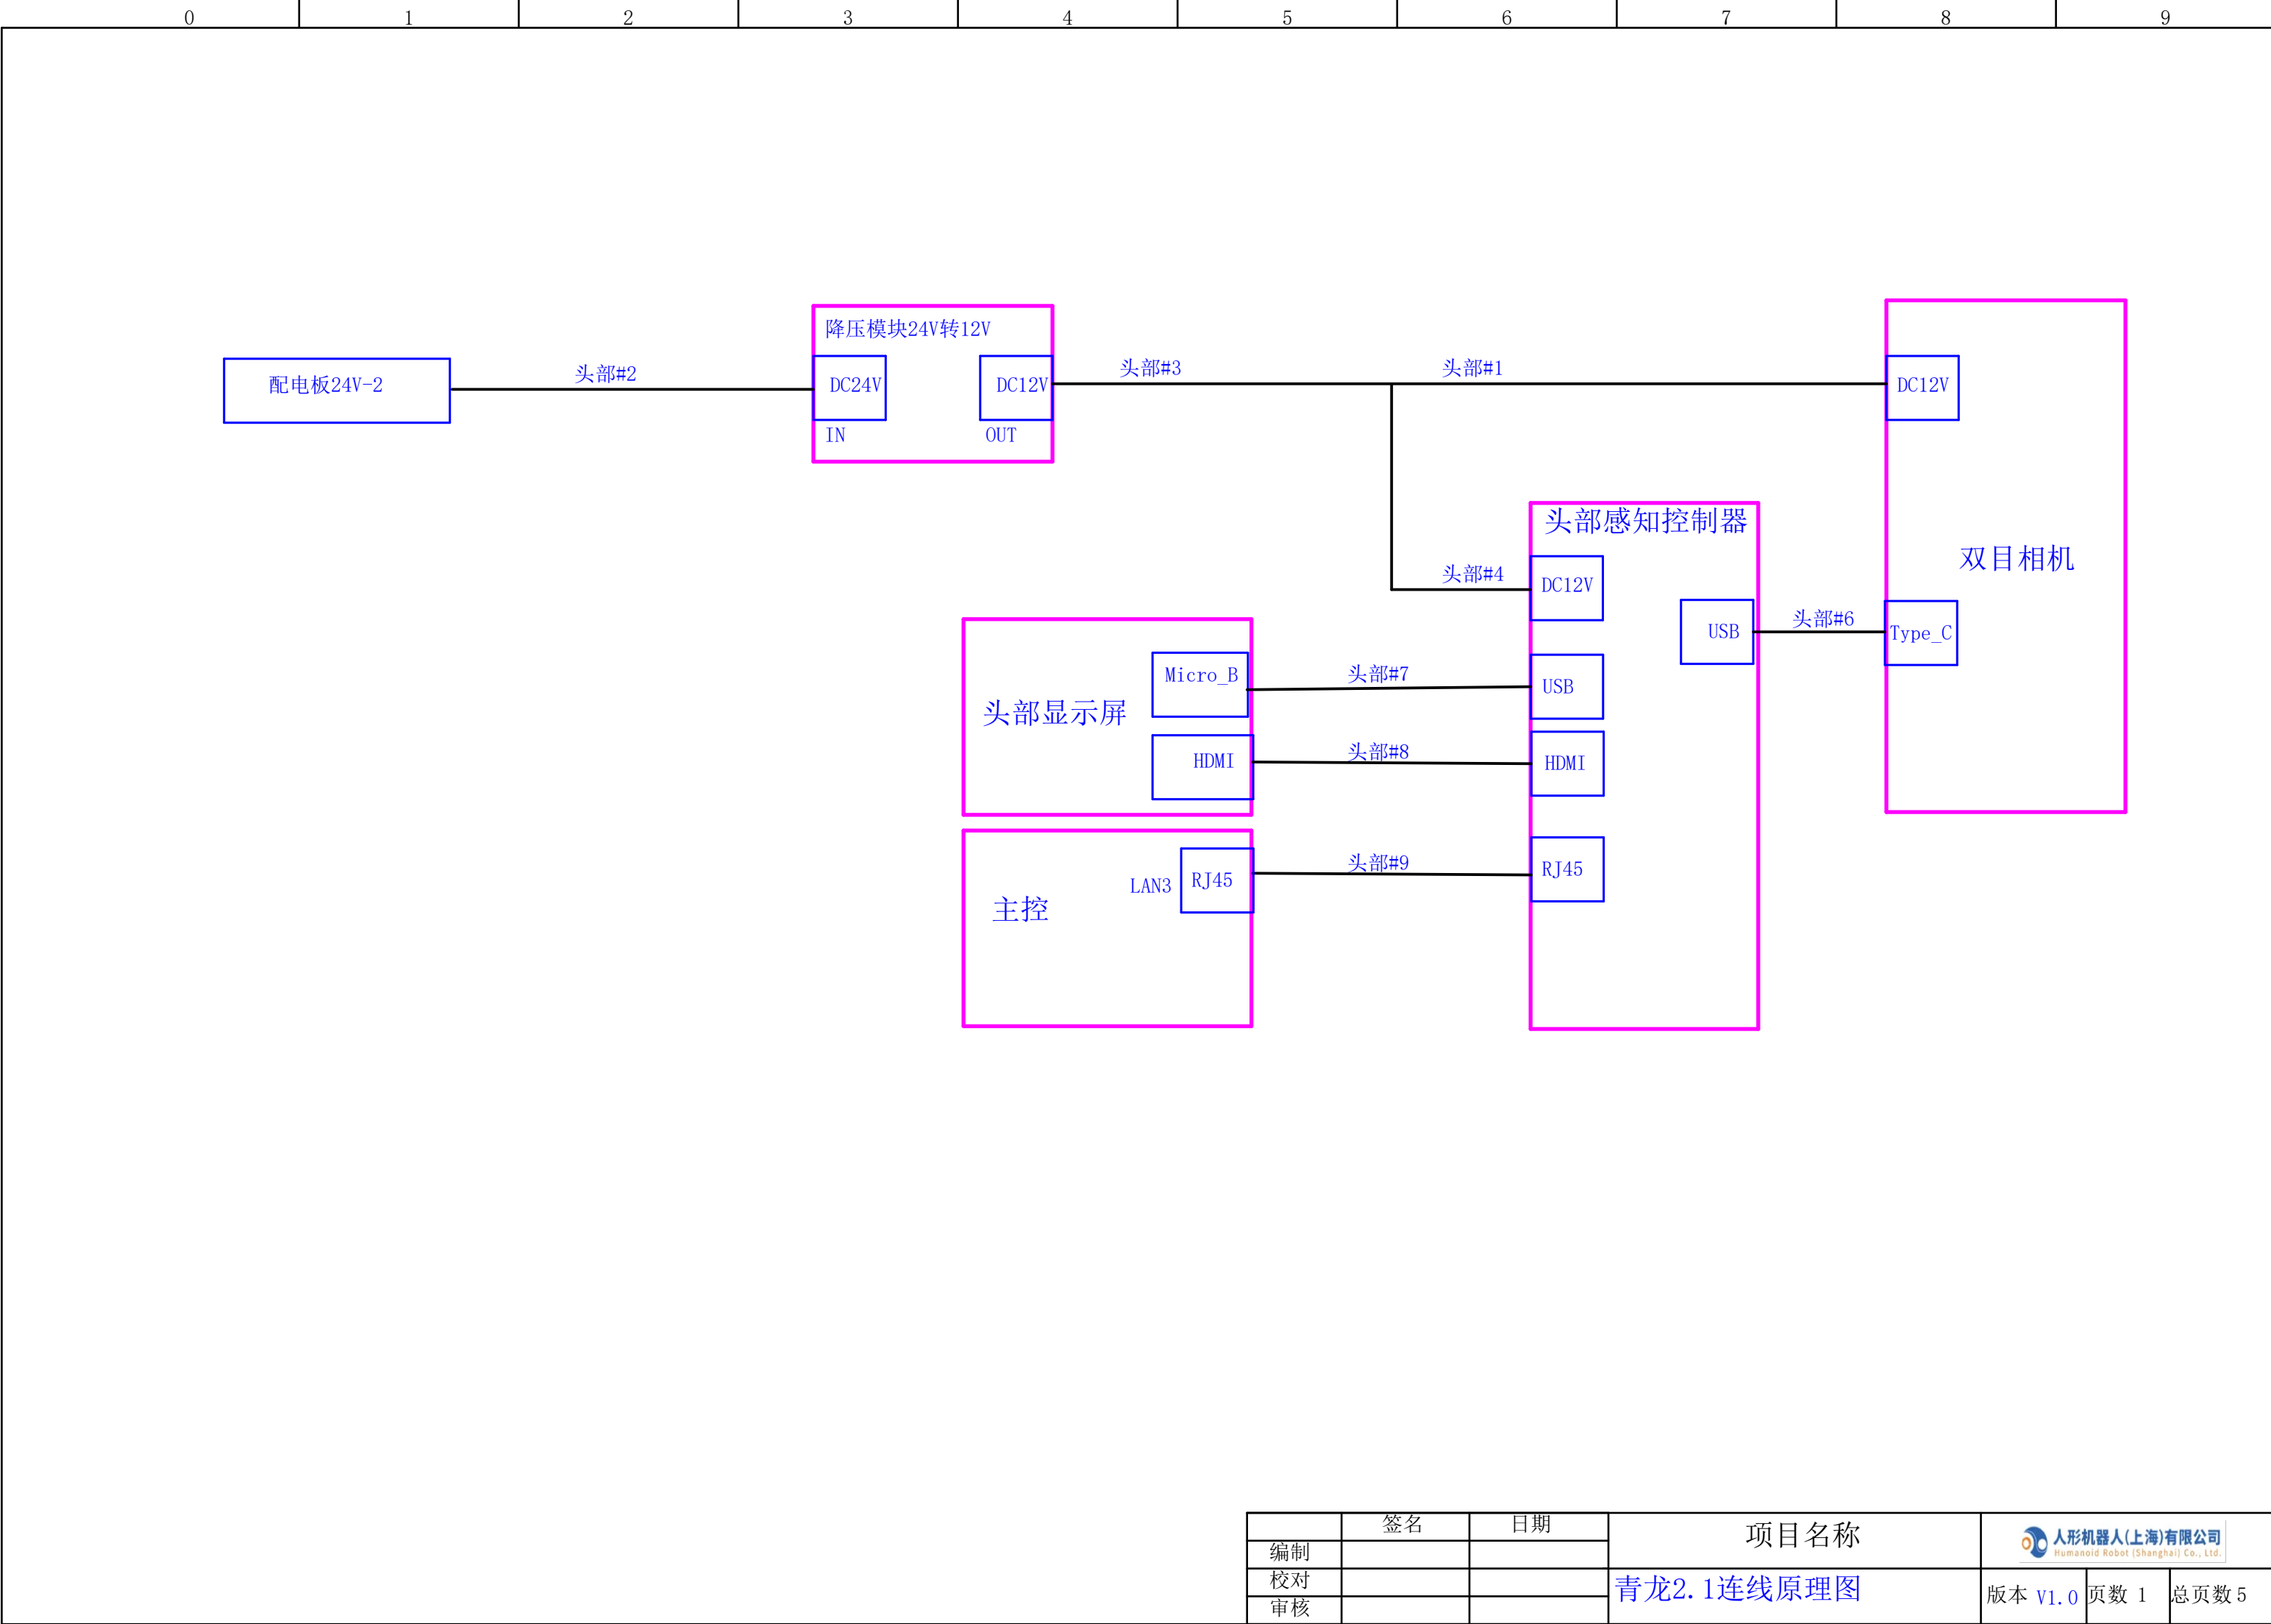 0 1 2 3 4 5 6 7 8 9
降压模块24V转12V
配电板24V-2
头部#2
DC24V
DC12V
头部#3
头部#1
DC12V
IN
OUT
头部感知控制器
双目相机
头部#4
DC12V
USB
头部#6
Type_C
Micro_B
头部#7
USB
头部显示屏
HDMI
头部#8
HDMI
主控
LAN3
RJ45
头部#9
RJ45
签名
日期
项目名称
人形机器人(上海)有限公司
Humanoid Robot (Shanghai) Co., Ltd.
编制
校对
审核
青龙2.1连线原理图
版本 V1.0
页数 1
总页数 5